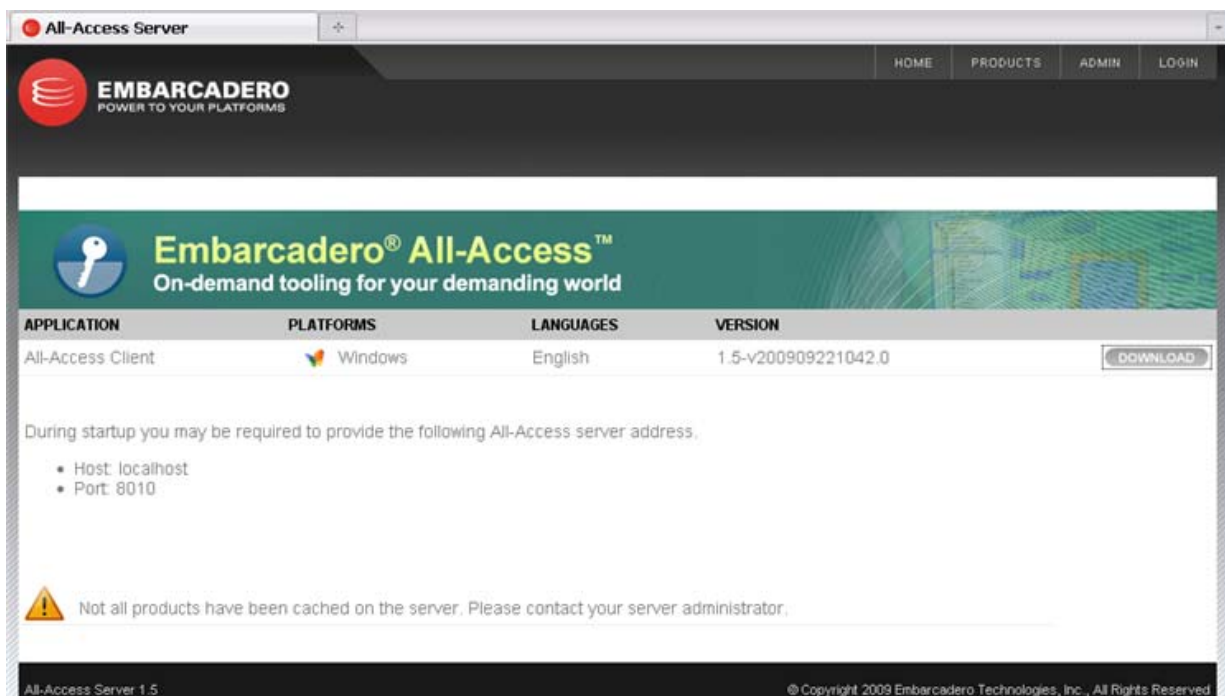 All-Access Server
HOME PRODUCTS ADMIN LOGIN
EMBARCADERO
POWER TO YOUR PLATFORMS
Embarcadero® All-Access™
On-demand tooling for your demanding world
APPLICATION PLATFORMS LANGUAGES VERSION
All-Access Client Windows English 1.5-v200909221042.0 DOWNLOAD
During startup you may be required to provide the following All-Access server address.
• Host: localhost
• Port: 8010
Not all products have been cached on the server. Please contact your server administrator.
All-Access Server 1.5 © Copyright 2009 Embarcadero Technologies, Inc., All Rights Reserved